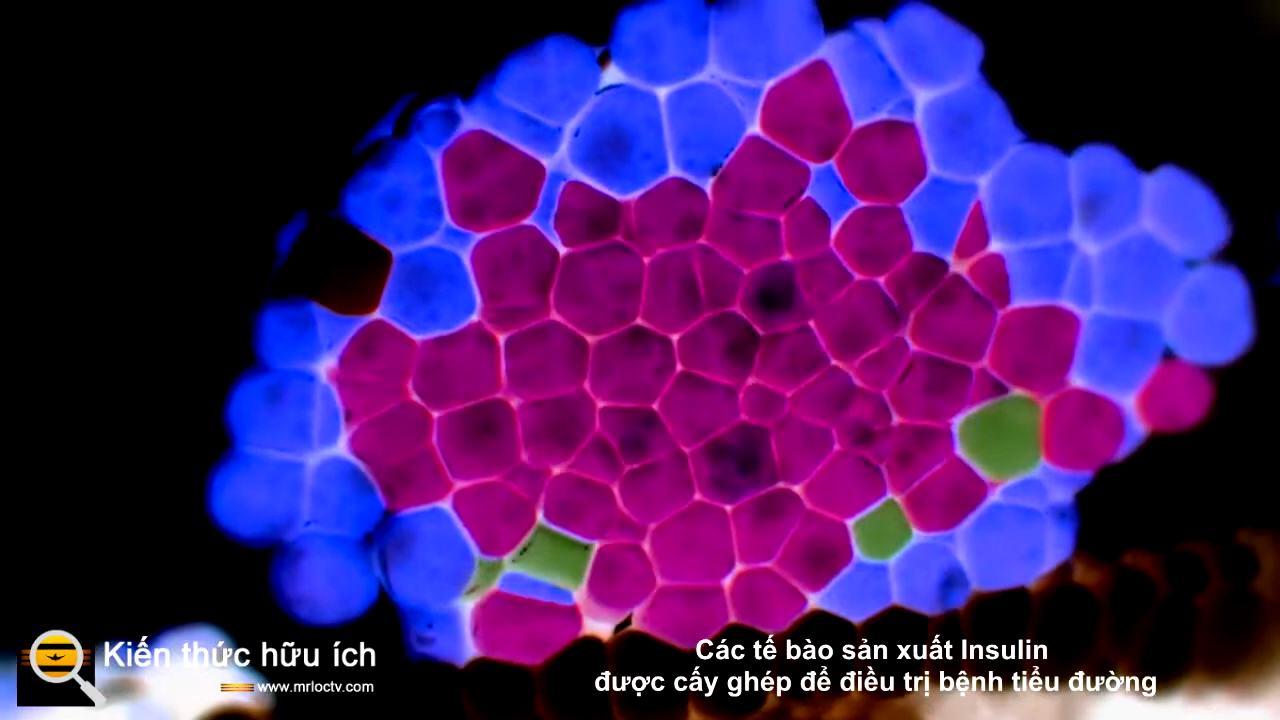 Kiến thức hữu ích
www.mrloctv.com
Các tế bào sản xuất Insulin
được cấy ghép để điều trị bệnh tiểu đường